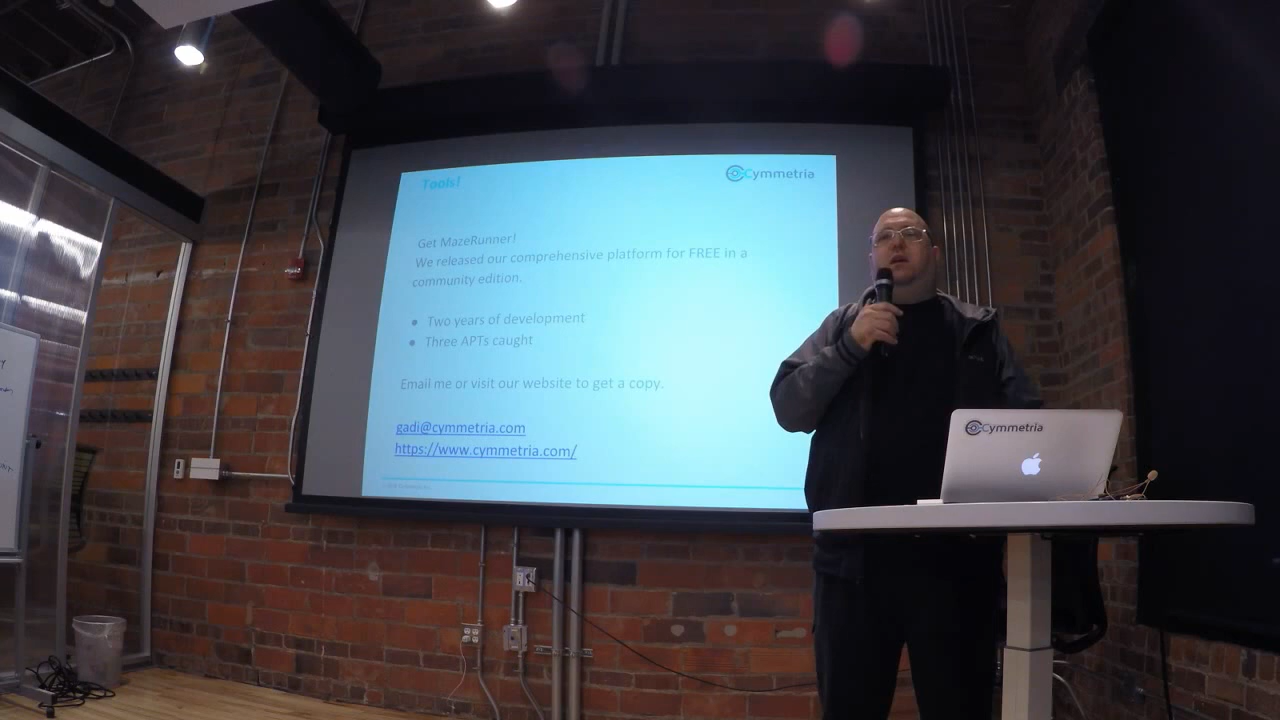 Tools!
Cymmetria
Get MazeRunner!
We released our comprehensive platform for FREE in a
community edition.
● Two years of development
● Three APTs caught
Email me or visit our website to get a copy.
gadi@cymmetria.com
https://www.cymmetria.com/
Cymmetria